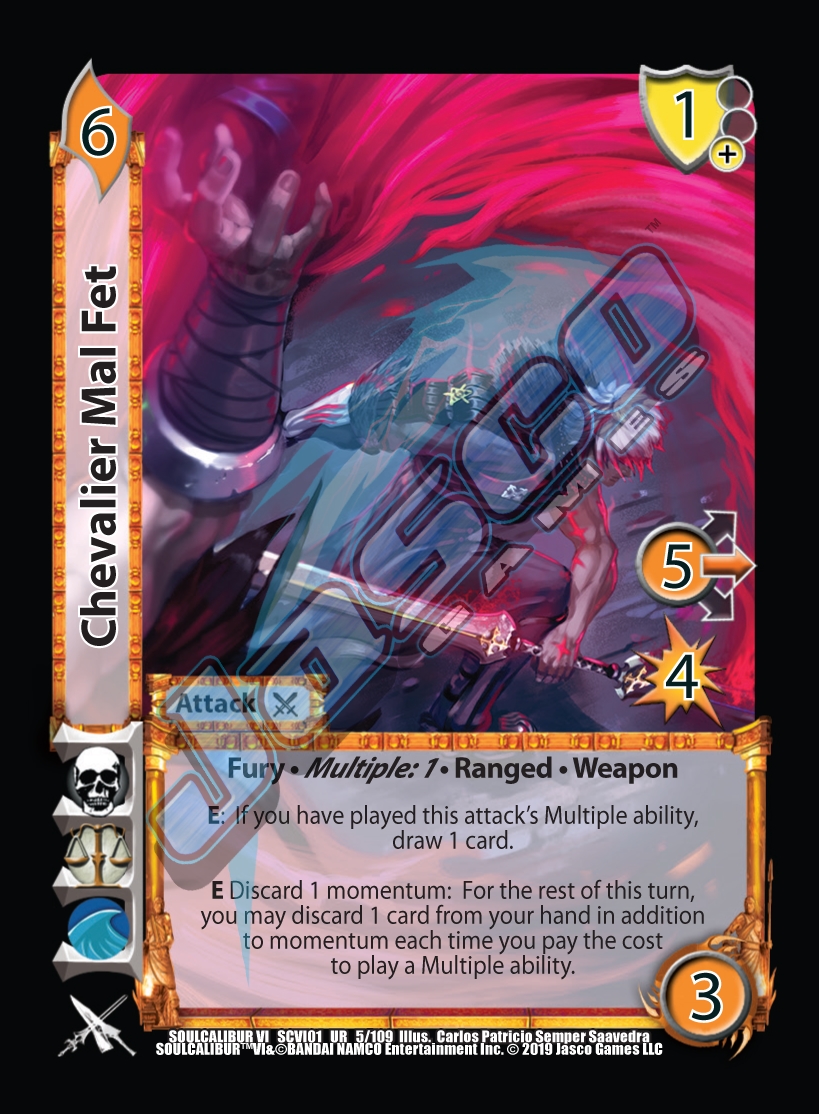 6
1
+
Chevalier Mal Fet
TM
JASCO
GAMES
5
4
Attack
Fury • Multiple: 1 • Ranged • Weapon
E: If you have played this attack's Multiple ability,
draw 1 card.
E Discard 1 momentum: For the rest of this turn,
you may discard 1 card from your hand in addition
to momentum each time you pay the cost
to play a Multiple ability.
3
SOULCALIBUR VI SCVI01 UR 5/109 Illus. Carlos Patricio Semper Saavedra
SOULCALIBUR™VI&©BANDAI NAMCO Entertainment Inc. © 2019 Jasco Games LLC